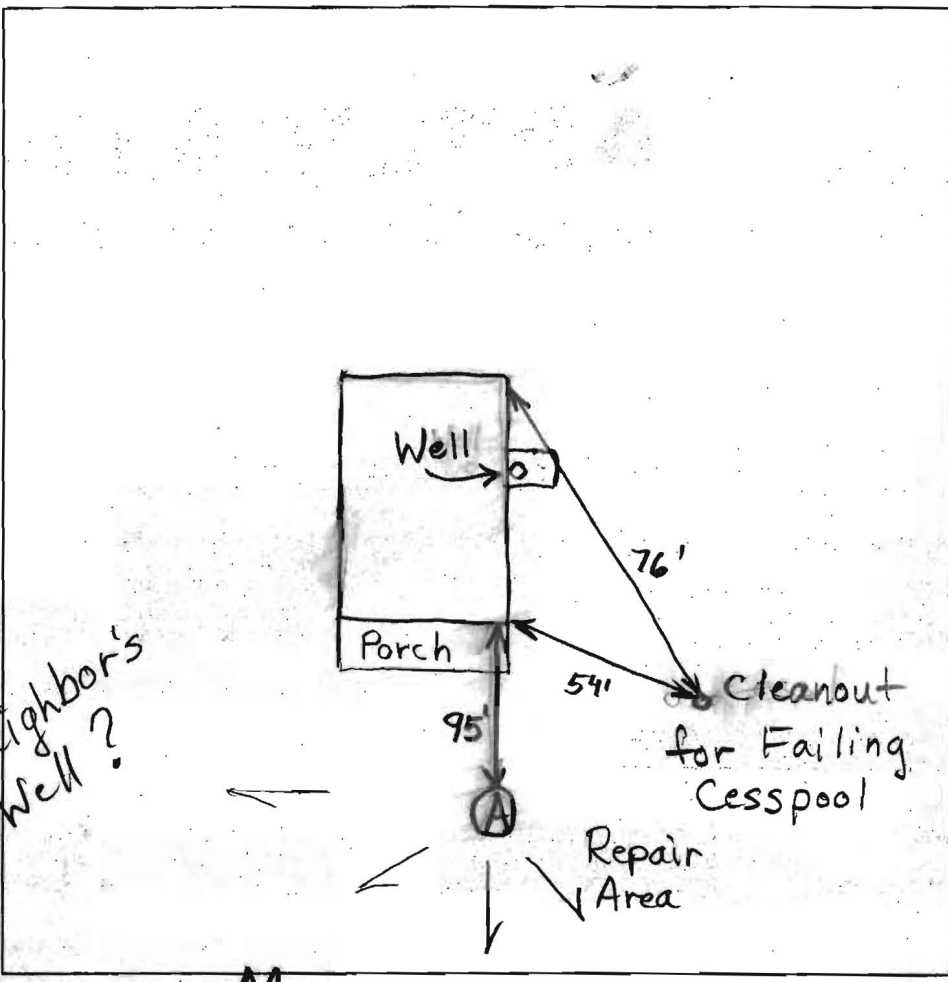 Well
76'
Porch
54'
95'
Cleanout
for Failing
Cesspool
ighbor's
Well?
A
Repair
Area
M